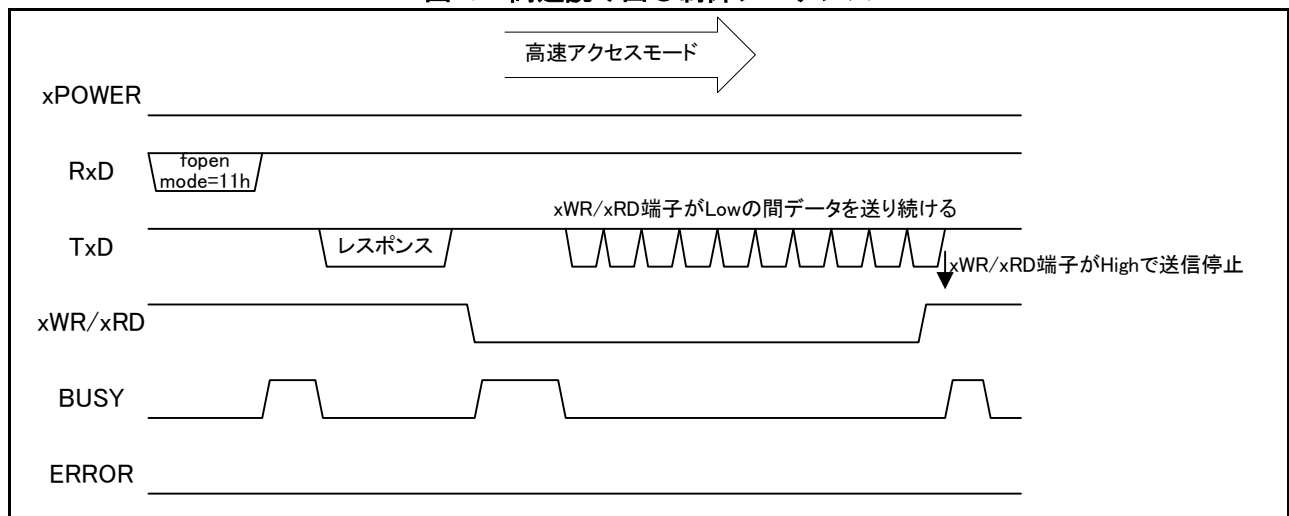 高速アクセスモード
xPOWER
RxD
fopen
mode=11h
xWR/xRD端子がLowの間データを送り続ける
TxD
レスポンス
xWR/xRD端子がHighで送信停止
xWR/xRD
BUSY
ERROR